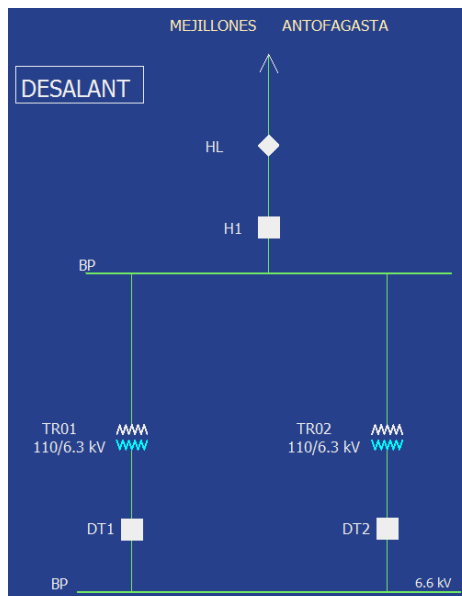 MEJILLONES ANTOFAGASTA
DESALANT
HL
H1
BP
TR01
110/6.3 kV
TR02
110/6.3 kV
DT1
DT2
BP
6.6 kV